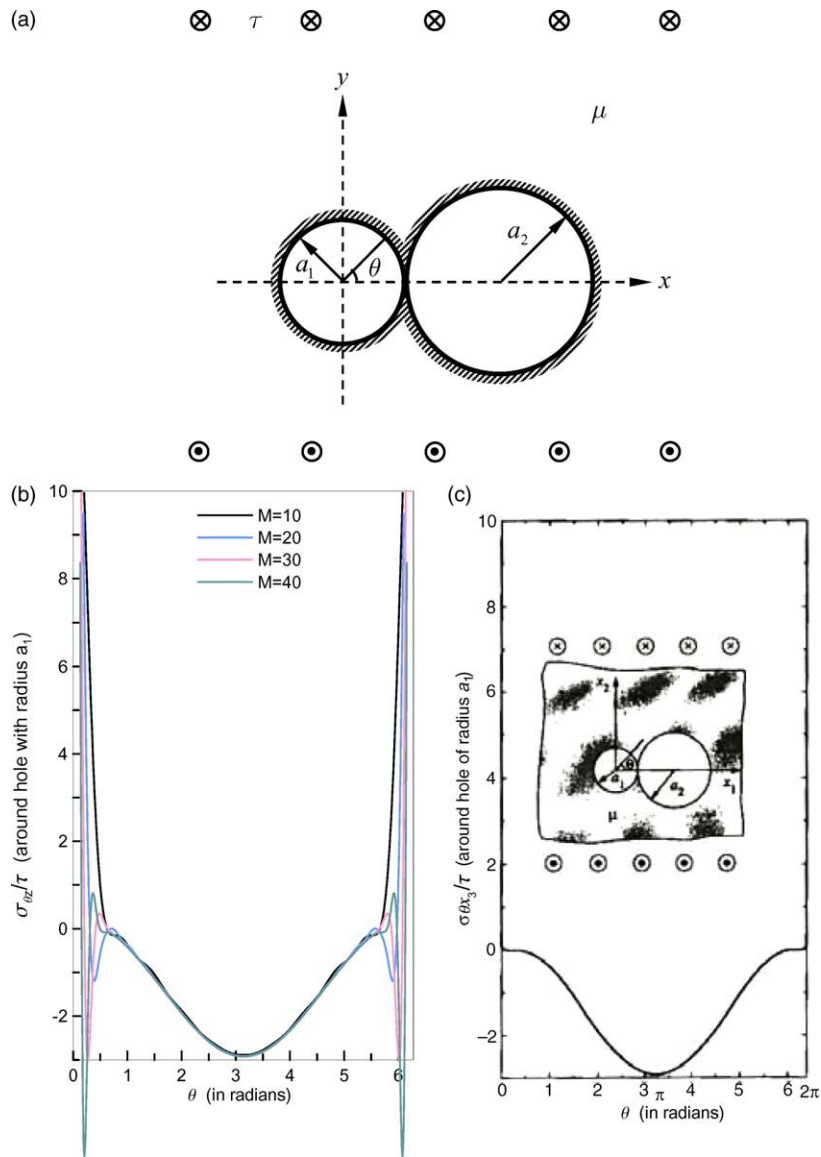 (a)
τ
y
μ
a₂
a₁
θ
x
(b)
10
8
6
4
2
0
-2
0
1
2
3
4
5
6
σθz/τ (around hole with radius a₁)
θ (in radians)
M=10
M=20
M=30
M=40
(c)
10
8
6
4
2
0
−2
0
1
2
3
π
4
5
6
2π
σθx₃/τ (around hole of radius a₁)
θ (in radians)
x₂
θ
a₁
a₂
x₁
μ